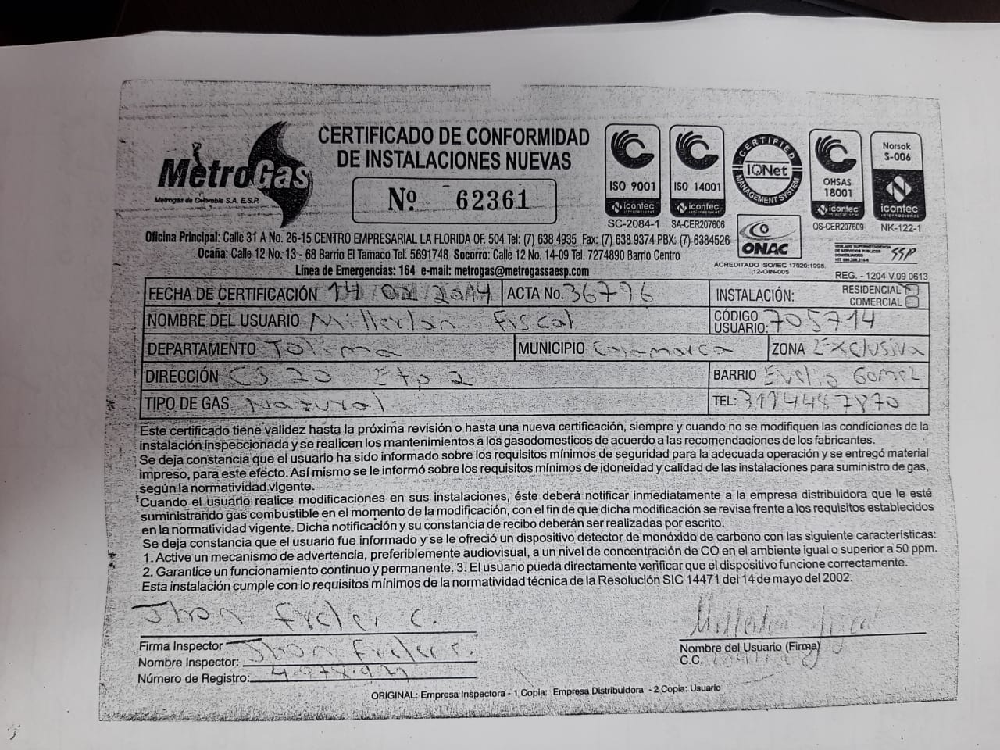 MetroGas
Metrogas de Colombia S.A. E.S.P.
CERTIFICADO DE CONFORMIDAD
DE INSTALACIONES NUEVAS
Nº 62361
ISO 9001
icontec
internacional
SC-2084-1
ISO 14001
icontec
internacional
SA-CER207606
CERTIFIED
IQNet
MANAGEMENT SYSTEM
OHSAS
18001
icontec
internacional
OS-CER207609
Norsok
S-006
icontec
internacional
NK-122-1
Oficina Principal: Calle 31 A No. 26-15 CENTRO EMPRESARIAL LA FLORIDA OF. 504 Tel: (7) 638 4935 Fax: (7) 638 9374 PBX: (7) 6384526
Ocaña: Calle 12 No. 13 - 68 Barrio El Tamaco Tel. 5691748 Socorro: Calle 12 No. 14-09 Tel. 7274890 Barrio Centro
Línea de Emergencias: 164 e-mail: metrogas@metrogassaesp.com
ONAC
ACREDITADO ISO/IEC 17020:1998
12-OIN-005
VIGILADO SUPERINTENDENCIA
DE SERVICIOS PUBLICOS
DOMICILIARIOS
SSP
REG. - 1204 V.09 0613
FECHA DE CERTIFICACIÓN 14 02 2014 ACTA No. 36796 INSTALACIÓN: RESIDENCIAL
COMERCIAL
NOMBRE DEL USUARIO Millerlan Fiscal CÓDIGO USUARIO: 705714
DEPARTAMENTO Tolima MUNICIPIO Cajamarca ZONA Exclusiva
DIRECCIÓN CS 20 Etp 2 BARRIO Evelio Gomez
TIPO DE GAS Natural TEL: 3174487870
Este certificado tiene validez hasta la próxima revisión o hasta una nueva certificación, siempre y cuando no se modifiquen las condiciones de la
instalación inspeccionada y se realicen los mantenimientos a los gasodomesticos de acuerdo a las recomendaciones de los fabricantes.
Se deja constancia que el usuario ha sido informado sobre los requisitos mínimos de seguridad para la adecuada operación y se entregó material
impreso, para este efecto. Así mismo se le informó sobre los requisitos mínimos de idoneidad y calidad de las instalaciones para suministro de gas,
según la normatividad vigente.
Cuando el usuario realice modificaciones en sus instalaciones, éste deberá notificar inmediatamente a la empresa distribuidora que le esté
suministrando gas combustible en el momento de la modificación, con el fin de que dicha modificación se revise frente a los requisitos establecidos
en la normatividad vigente. Dicha notificación y su constancia de recibo deberán ser realizadas por escrito.
Se deja constancia que el usuario fue informado y se le ofreció un dispositivo detector de monóxido de carbono con las siguiente características:
1. Active un mecanismo de advertencia, preferiblemente audiovisual, a un nivel de concentración de CO en el ambiente igual o superior a 50 ppm.
2. Garantice un funcionamiento continuo y permanente. 3. El usuario pueda directamente verificar que el dispositivo funcione correctamente.
Esta instalación cumple con lo requisitos mínimos de la normatividad técnica de la Resolución SIC 14471 del 14 de mayo del 2002.
Jhon C. Millerlan Fiscal
Firma Inspector
Nombre Inspector: Jhon
Número de Registro:
Nombre del Usuario (Firma)
C.C.
ORIGINAL: Empresa Inspectora - 1 Copia: Empresa Distribuidora - 2 Copia: Usuario